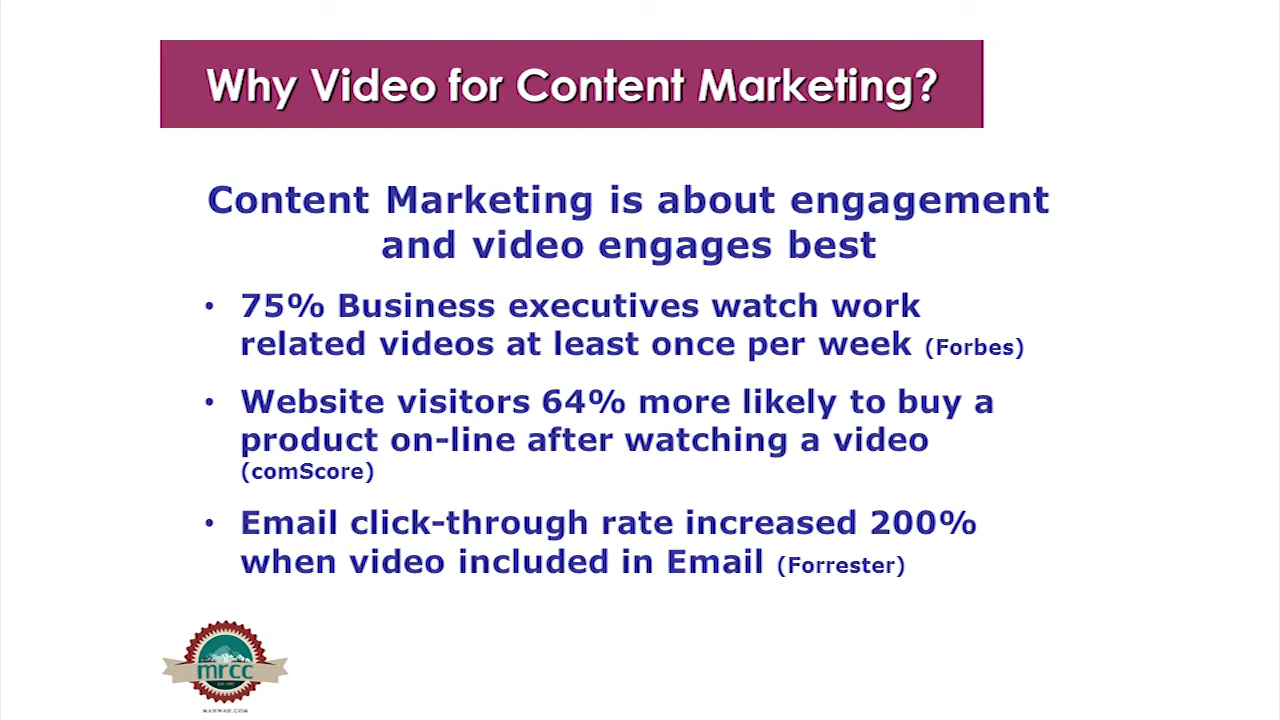 Why Video for Content Marketing?
Content Marketing is about engagement
and video engages best
• 75% Business executives watch work
related videos at least once per week (Forbes)
• Website visitors 64% more likely to buy a
product on-line after watching a video
(comScore)
• Email click-through rate increased 200%
when video included in Email (Forrester)
mrcc